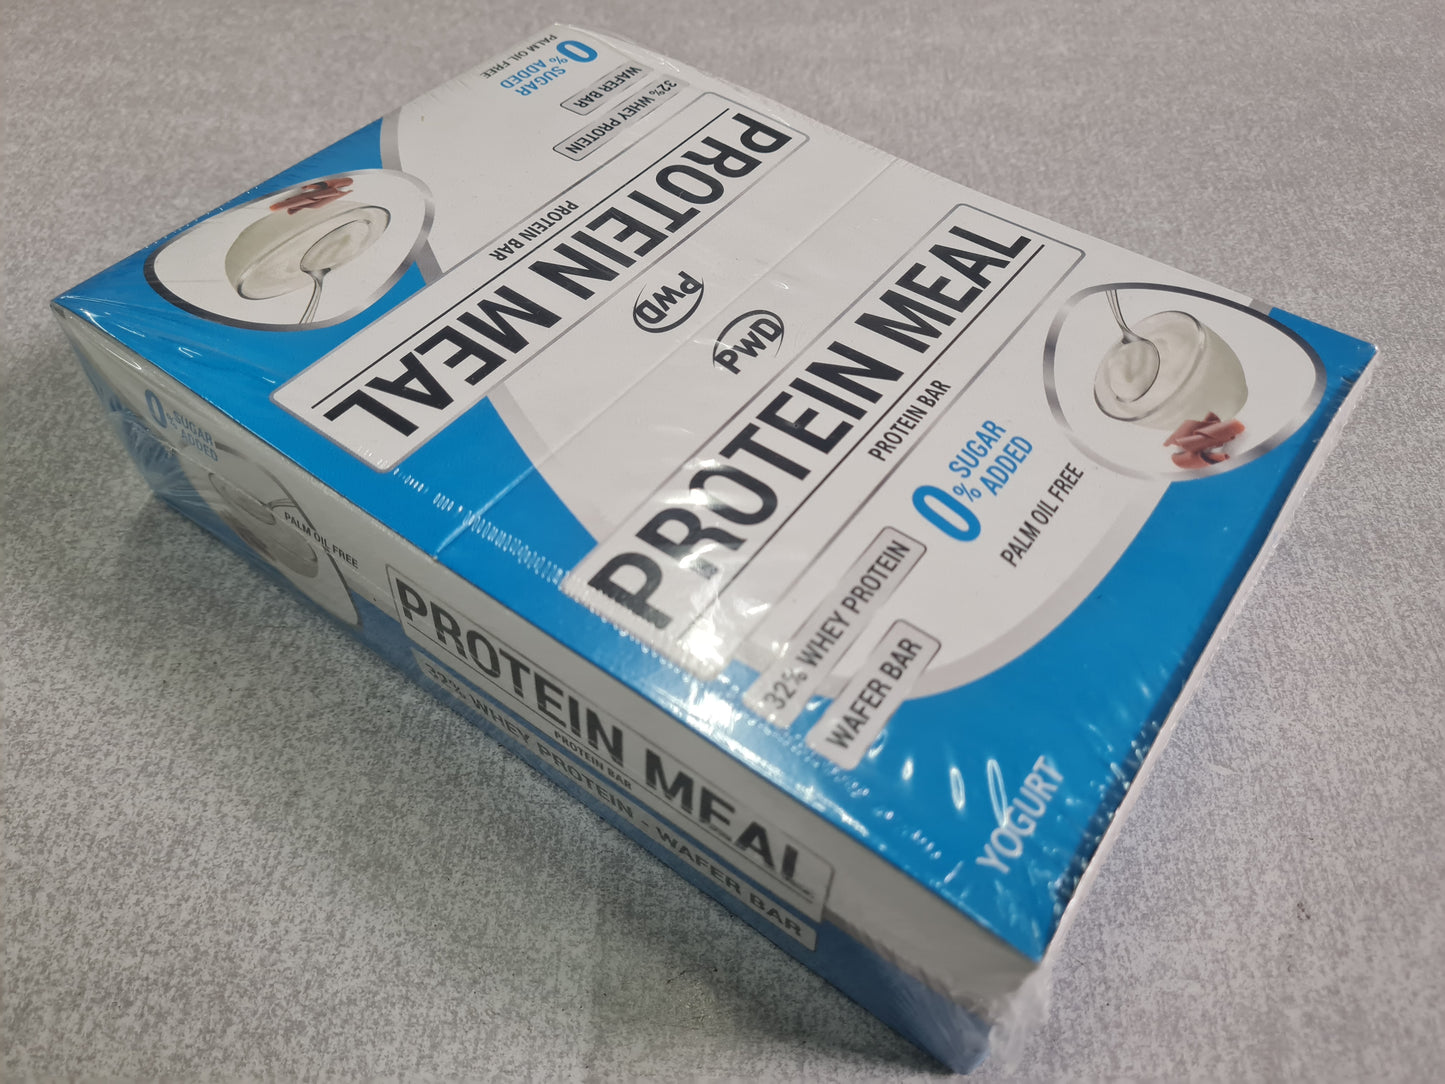 0% SUGAR
ADDED
PALM OIL FREE
32% WHEY PROTEIN
WAFER BAR
PROTEIN MEAL
PROTEIN BAR
PWD
PWD
PROTEIN MEAL
PROTEIN BAR
0% SUGAR
ADDED
PALM OIL FREE
32% WHEY PROTEIN
WAFER BAR
YOGURT
0% SUGAR
ADDED
PALM OIL FREE
PROTEIN MEAL
PROTEIN BAR
32% WHEY PROTEIN - WAFER BAR